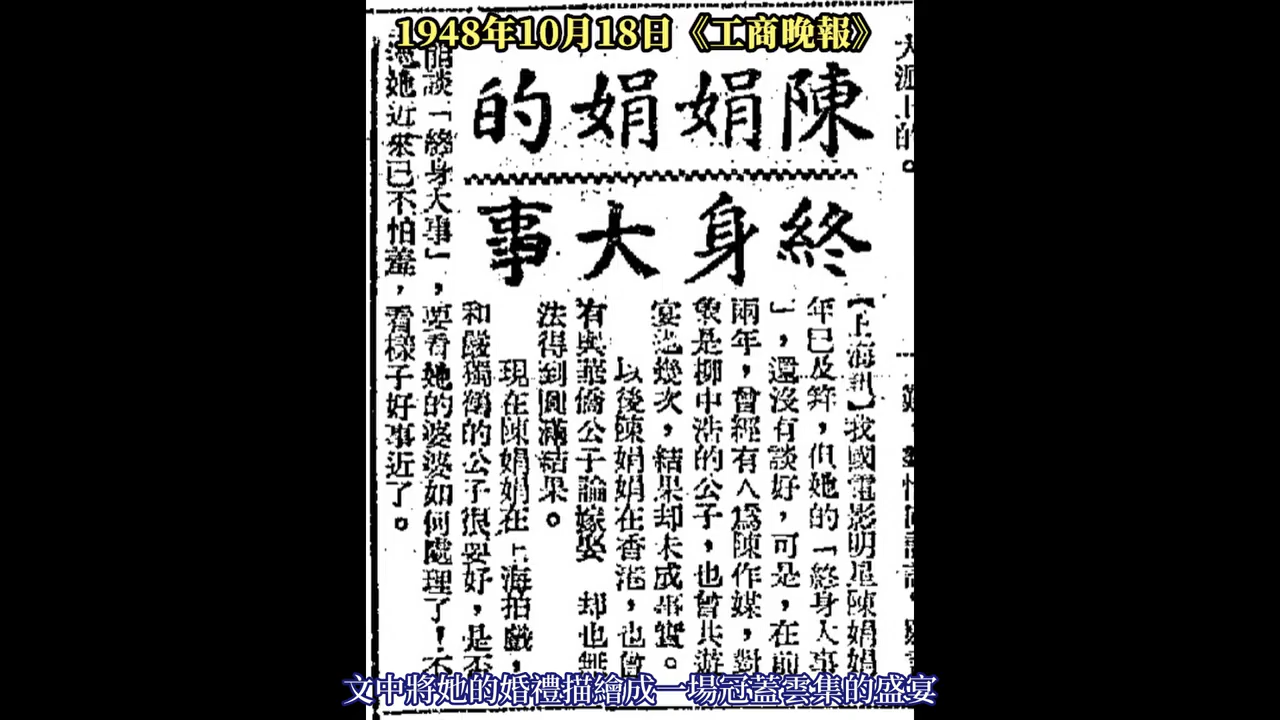 1948年10月18日《工商晚報》
陳娟娟的
終身大事
【上海訊】我國電影明星陳娟娟
年已及笄，但她的「終身大事
」，還沒有談好，可是，在前
兩年，曾經有人爲陳作媒，對
象是柳中浩的公子，也曾共遊
宴過幾次，結果却未成事實。
以後陳娟娟在香港，也曾
有與華僑公子論嫁娶　却也無
法得到圓滿結果。
現在陳娟娟在上海拍戲，
和嚴獨鶴的公子很要好，是否
能談「終身大事」，要看她的婆婆如何處理了！不
過她近來已不怕羞，看樣子好事近了。
文中將她的婚禮描繪成一場冠蓋雲集的盛宴